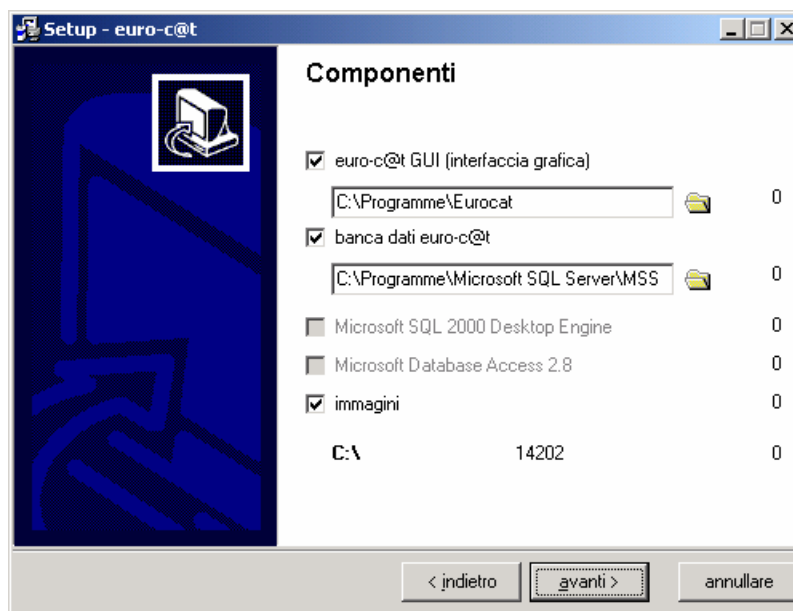 Setup - euro-c@t
Componenti
euro-c@t GUI (interfaccia grafica)
C:\Programme\Eurocat 0
banca dati euro-c@t
C:\Programme\Microsoft SQL Server\MSS 0
Microsoft SQL 2000 Desktop Engine 0
Microsoft Database Access 2.8 0
immagini 0
C:\ 14202 0
< indietro avanti > annullare